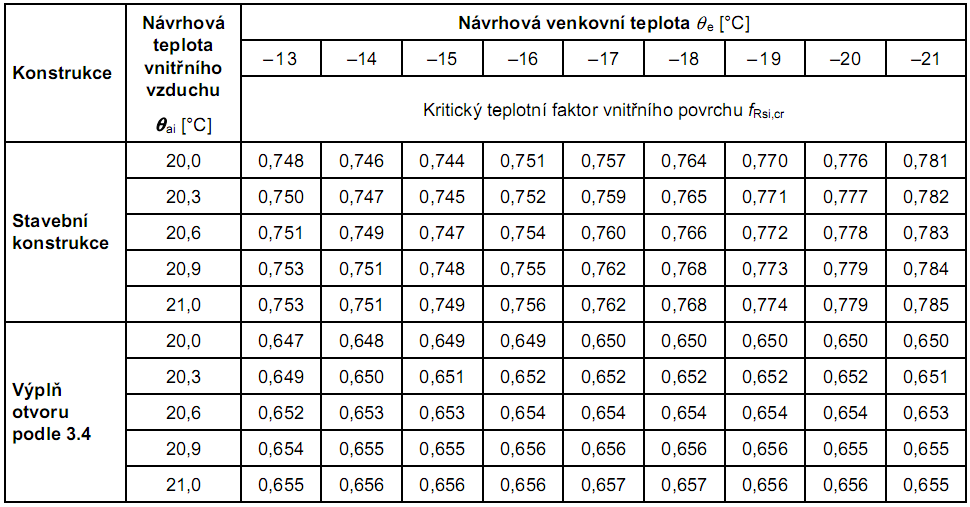 Konstrukce
Návrhová
teplota
vnitřního
vzduchu
θai [°C]
Návrhová venkovní teplota θe [°C]
–13 –14 –15 –16 –17 –18 –19 –20 –21
Kritický teplotní faktor vnitřního povrchu fRsi,cr
Stavební
konstrukce
20,0 0,748 0,746 0,744 0,751 0,757 0,764 0,770 0,776 0,781
20,3 0,750 0,747 0,745 0,752 0,759 0,765 0,771 0,777 0,782
20,6 0,751 0,749 0,747 0,754 0,760 0,766 0,772 0,778 0,783
20,9 0,753 0,751 0,748 0,755 0,762 0,768 0,773 0,779 0,784
21,0 0,753 0,751 0,749 0,756 0,762 0,768 0,774 0,779 0,785
Výplň
otvoru
podle 3.4
20,0 0,647 0,648 0,649 0,649 0,650 0,650 0,650 0,650 0,650
20,3 0,649 0,650 0,651 0,652 0,652 0,652 0,652 0,652 0,651
20,6 0,652 0,653 0,653 0,654 0,654 0,654 0,654 0,654 0,653
20,9 0,654 0,655 0,655 0,656 0,656 0,656 0,656 0,655 0,655
21,0 0,655 0,656 0,656 0,656 0,657 0,657 0,656 0,656 0,655